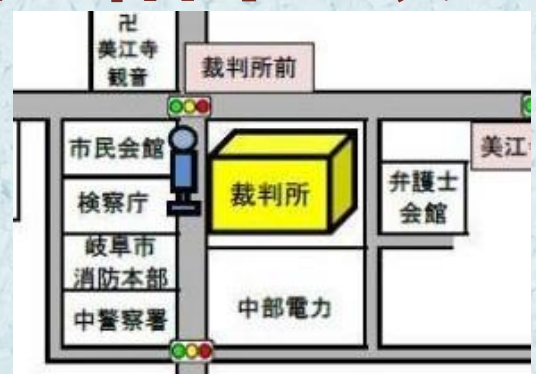 卍
美江寺
観音
裁判所前
市民会館
裁判所
美江
検察庁
弁護士
会館
岐阜市
消防本部
中部電力
中警察署